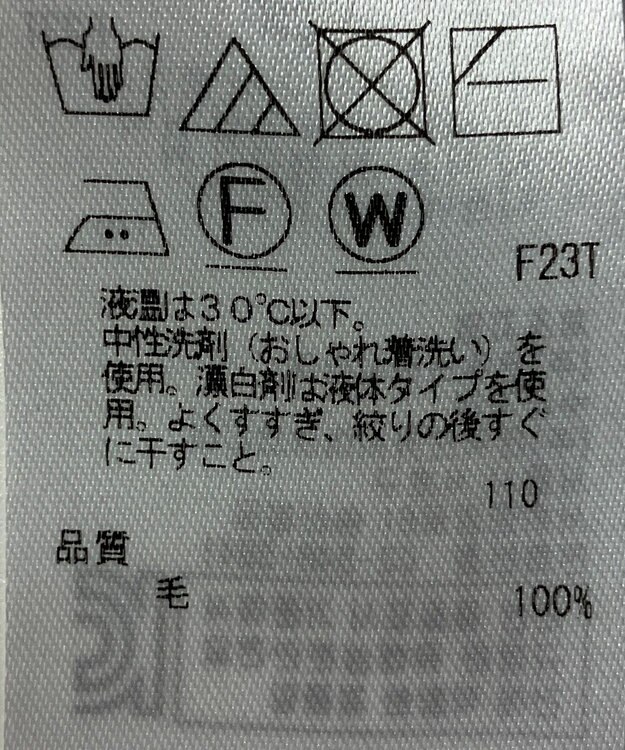 F
W
F23T
液温は30℃以下。
中性洗剤（おしゃれ着洗い）を
使用。漂白剤は液体タイプを使
用。よくすすぎ、絞りの後すぐ
に干すこと。
110
品質
毛 100%